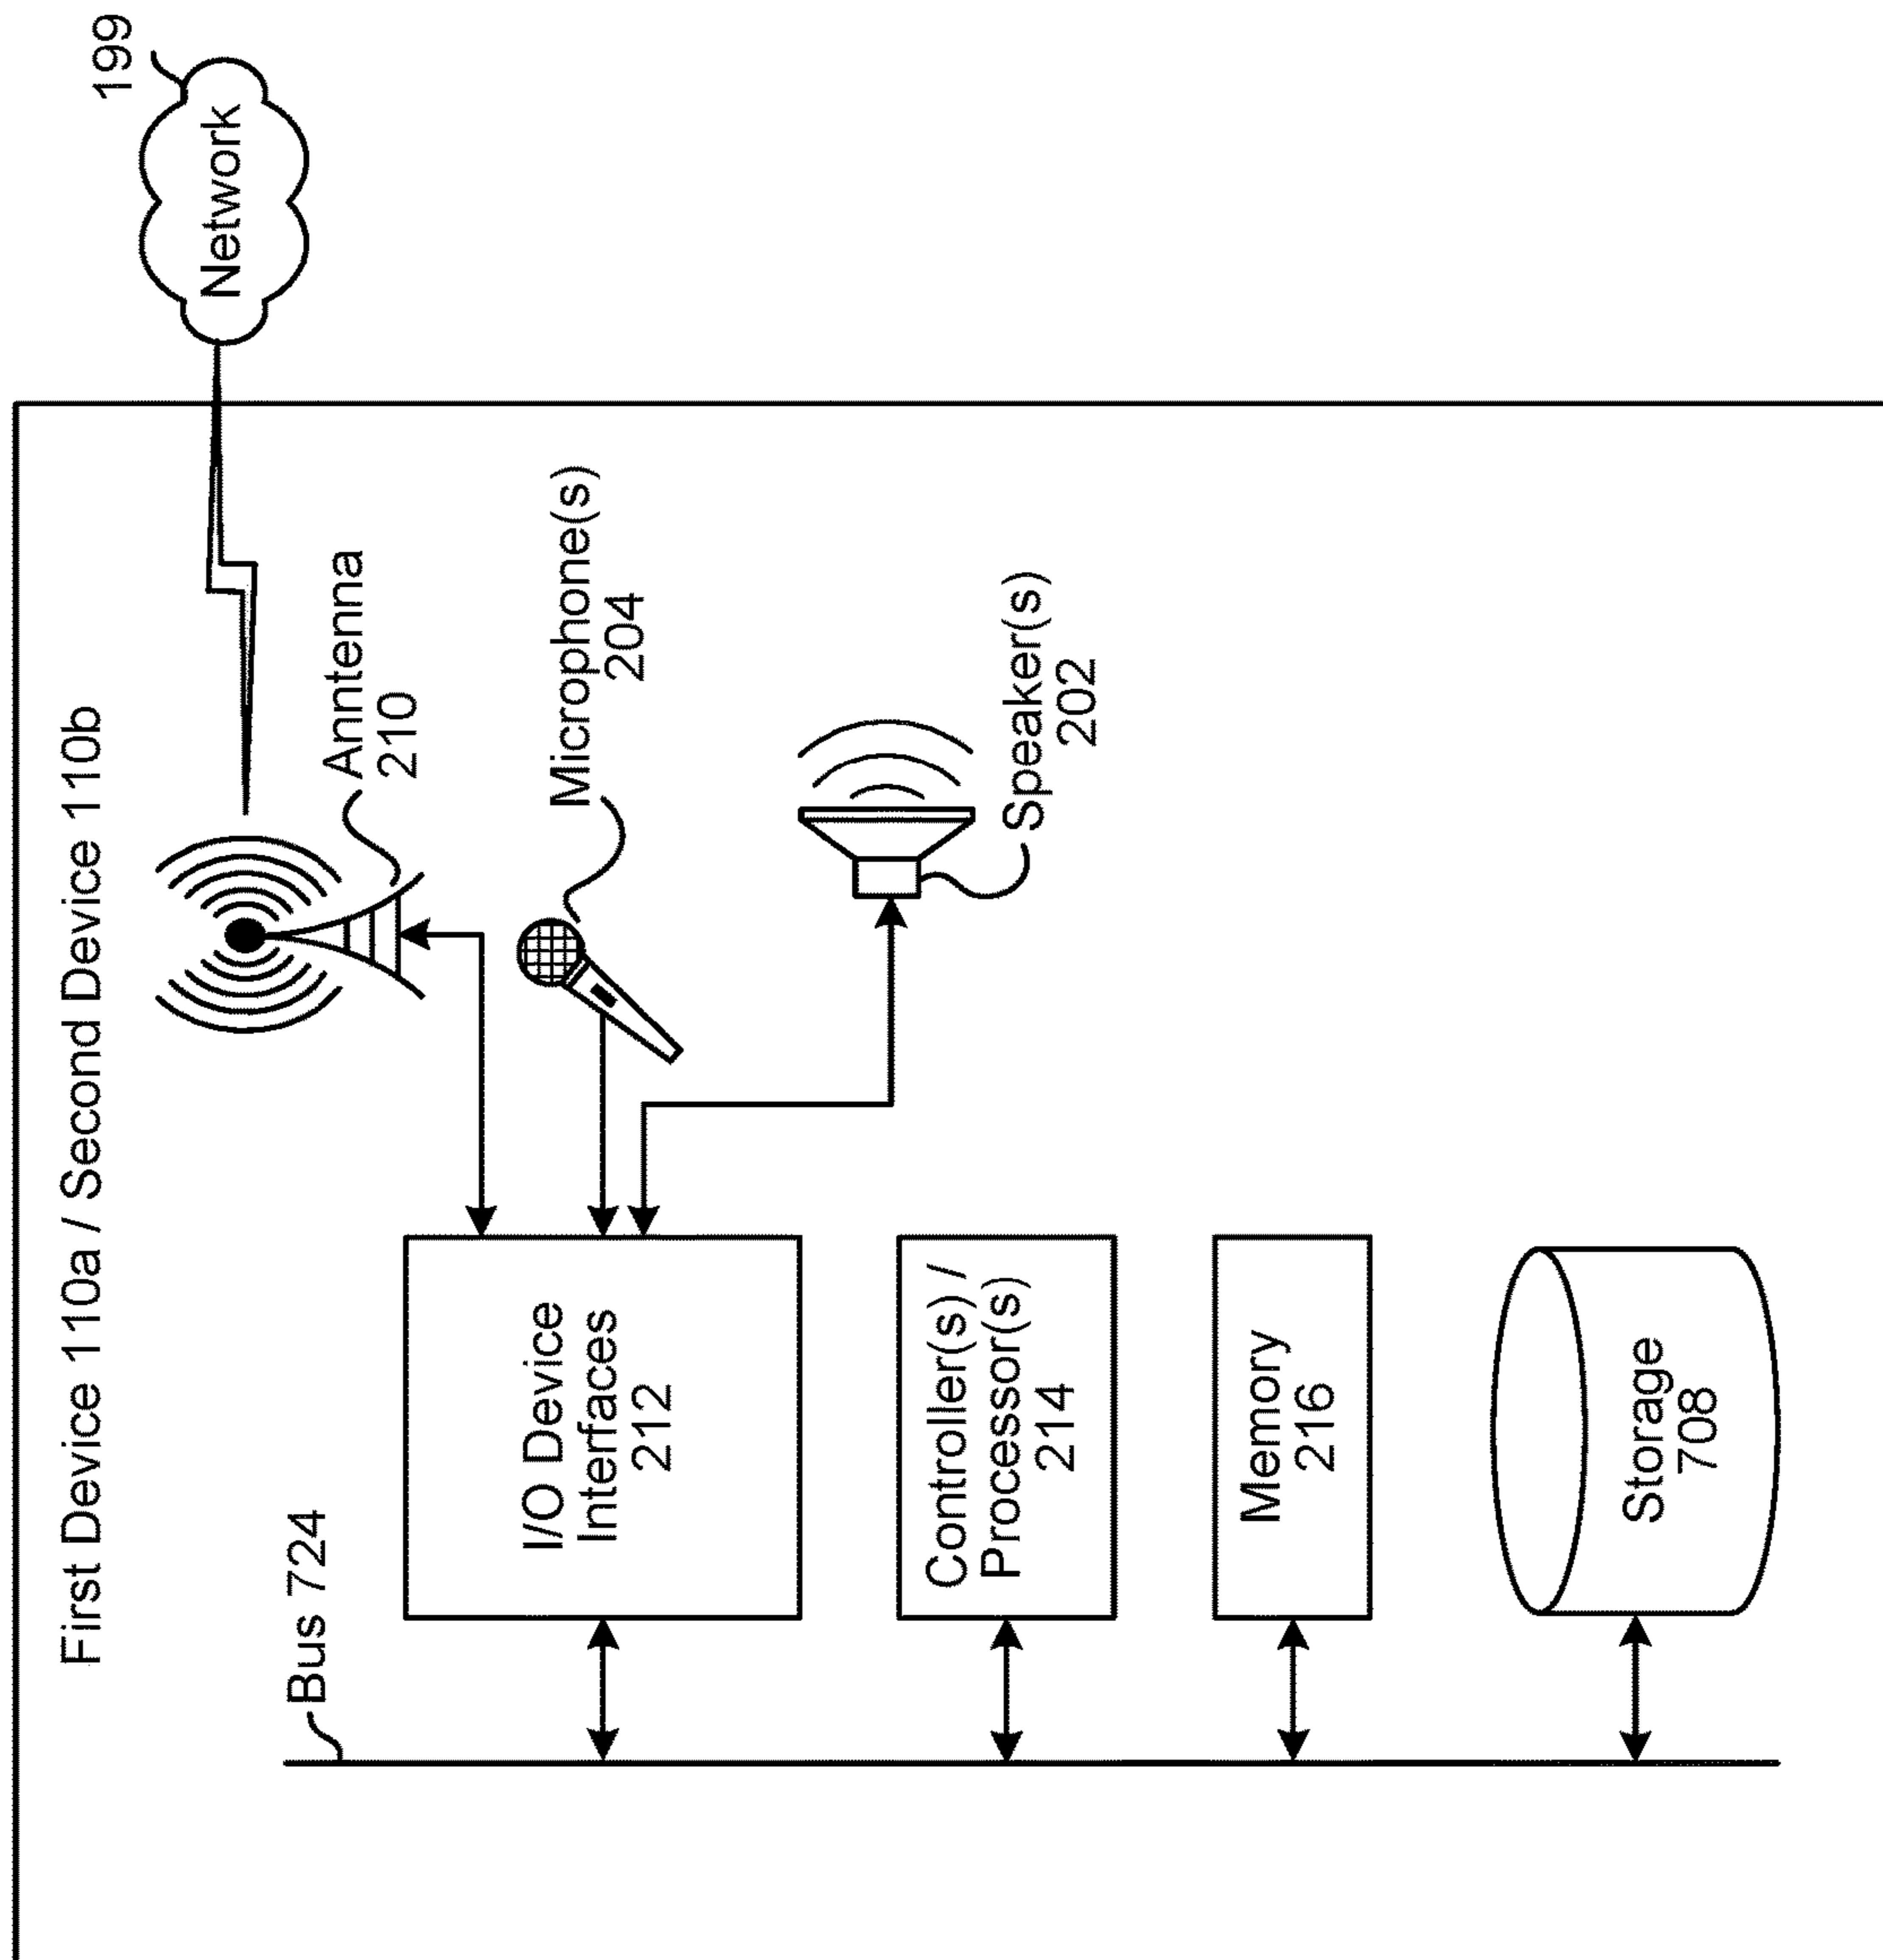 First Device 110a / Second Device 110b
199
Network
Bus 724
Anntenna
210
I/O Device
Interfaces
212
Microphone(s)
204
Controller(s) /
Processor(s)
214
Speaker(s)
202
Memory
216
Storage
708